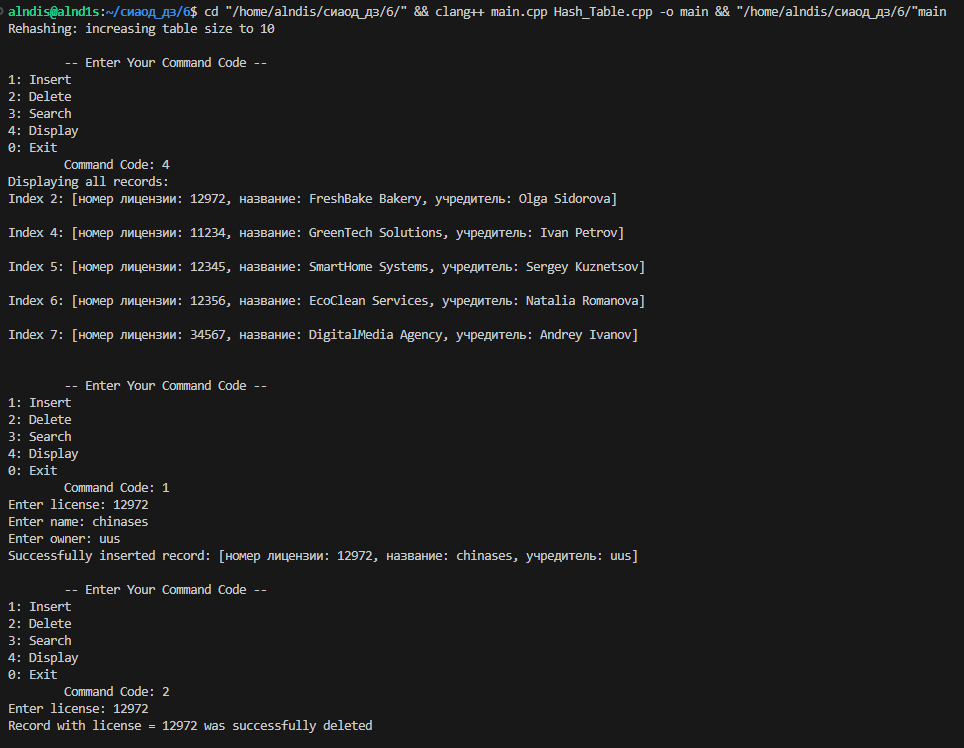 alndis@alnd1s:~/сиаод_дз/6$ cd "/home/alndis/сиаод_дз/6/" && clang++ main.cpp Hash_Table.cpp -o main && "/home/alndis/сиаод_дз/6/"main
Rehashing: increasing table size to 10
-- Enter Your Command Code --
1: Insert
2: Delete
3: Search
4: Display
0: Exit
Command Code: 4
Displaying all records:
Index 2: [номер лицензии: 12972, название: FreshBake Bakery, учредитель: Olga Sidorova]
Index 4: [номер лицензии: 11234, название: GreenTech Solutions, учредитель: Ivan Petrov]
Index 5: [номер лицензии: 12345, название: SmartHome Systems, учредитель: Sergey Kuznetsov]
Index 6: [номер лицензии: 12356, название: EcoClean Services, учредитель: Natalia Romanova]
Index 7: [номер лицензии: 34567, название: DigitalMedia Agency, учредитель: Andrey Ivanov]
-- Enter Your Command Code --
1: Insert
2: Delete
3: Search
4: Display
0: Exit
Command Code: 1
Enter license: 12972
Enter name: chinases
Enter owner: uus
Successfully inserted record: [номер лицензии: 12972, название: chinases, учредитель: uus]
-- Enter Your Command Code --
1: Insert
2: Delete
3: Search
4: Display
0: Exit
Command Code: 2
Enter license: 12972
Record with license = 12972 was successfully deleted